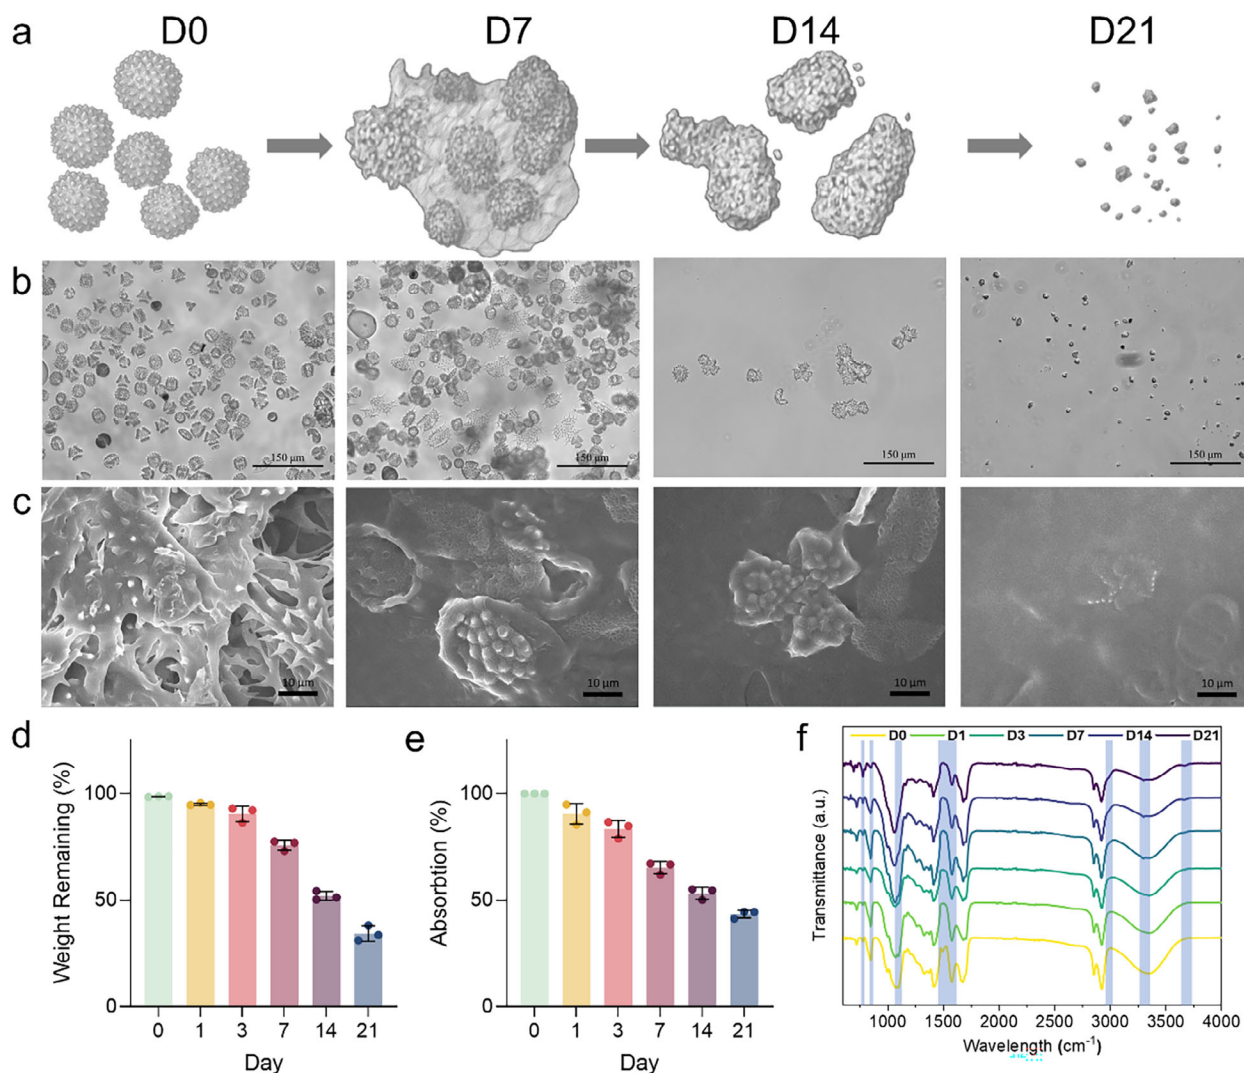 a D0 D7 D14 D21
b
150 μm 150 μm 150 μm 150 μm
c
10 μm 10 μm 10 μm 10 μm
d
Weight Remaining (%)
100
50
0
0 1 3 7 14 21
Day
e
Absorbtion (%)
100
50
0
0 1 3 7 14 21
Day
f
D0 D1 D3 D7 D14 D21
Transmittance (a.u.)
1000 1500 2000 2500 3000 3500 4000
Wavelength (cm⁻¹)